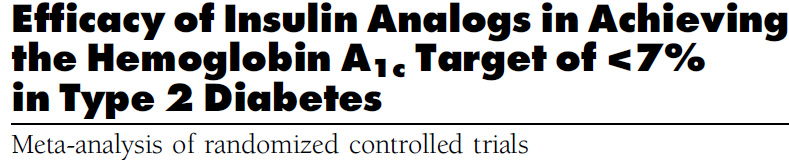 Efficacy of Insulin Analogs in Achieving
the Hemoglobin A1c Target of <7%
in Type 2 Diabetes
Meta-analysis of randomized controlled trials